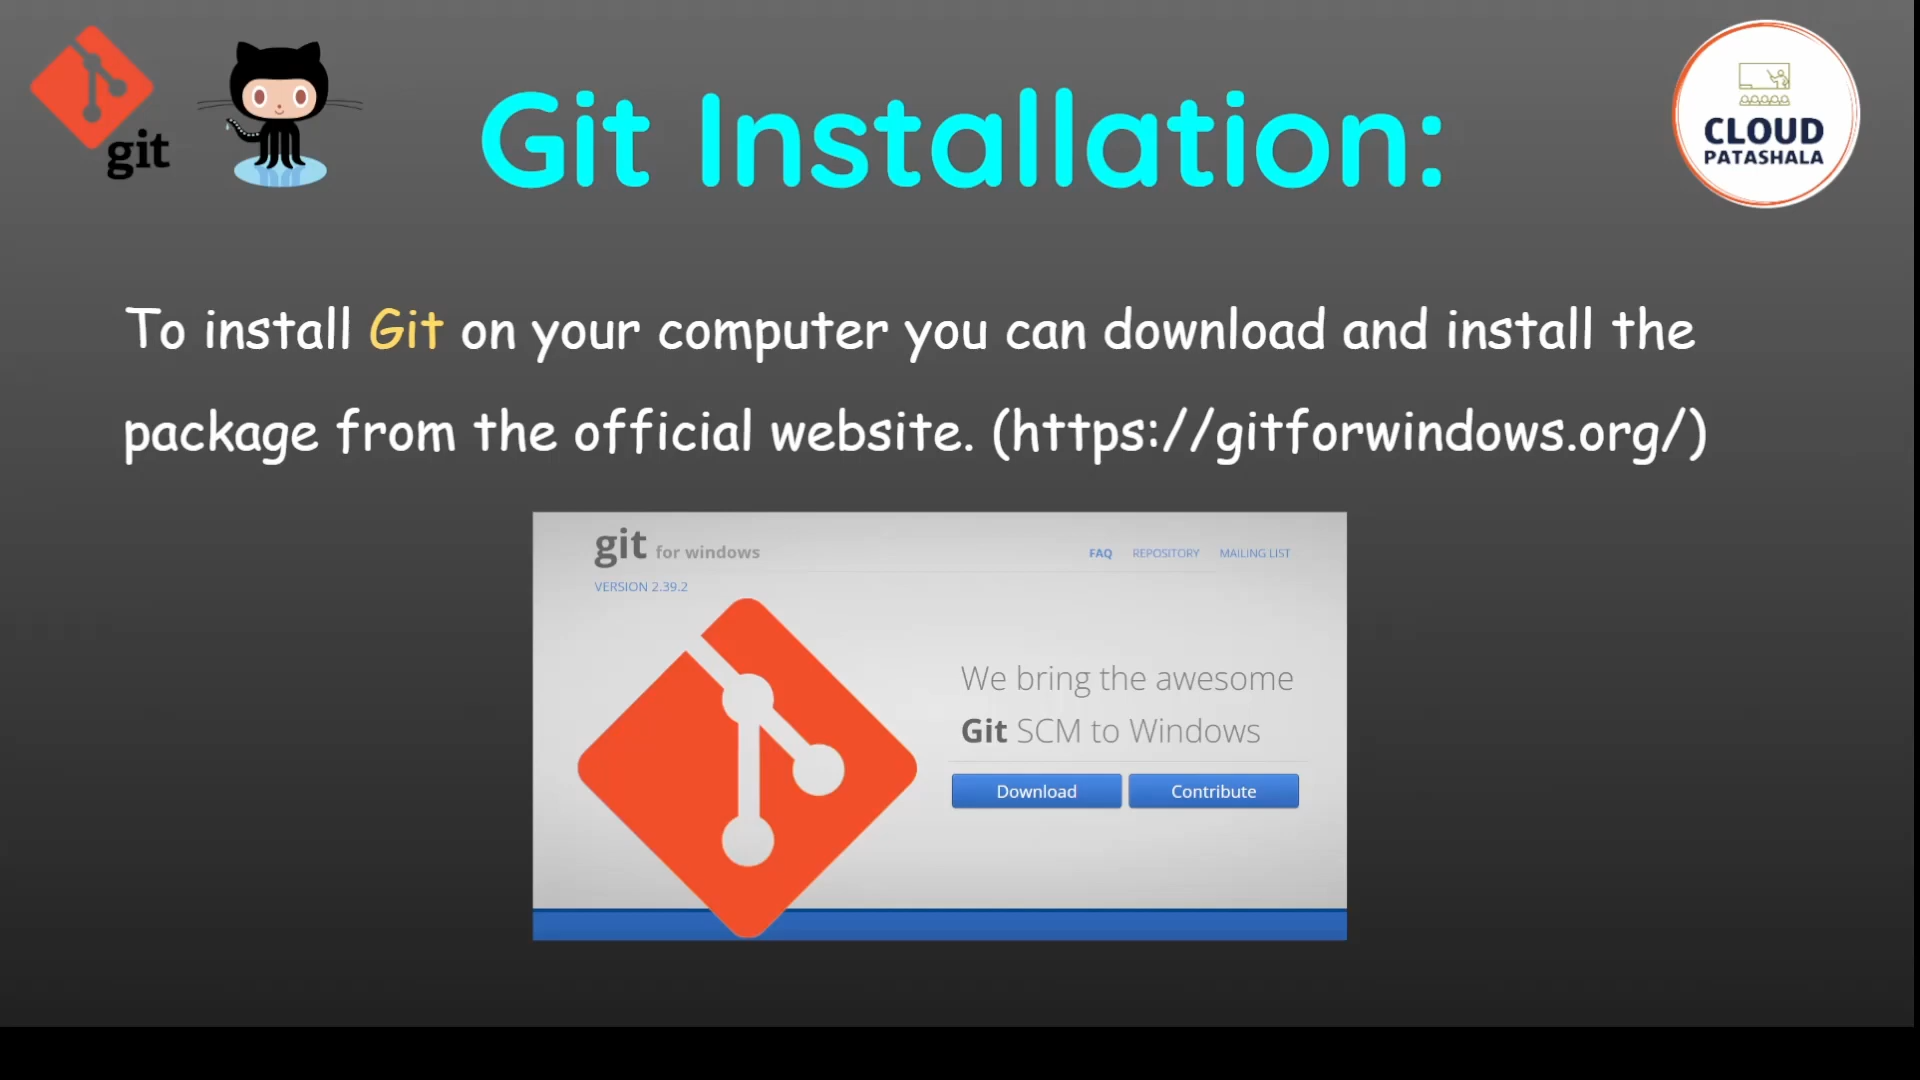 git
Git Installation:
CLOUD
PATASHALA
To install Git on your computer you can download and install the
package from the official website. (https://gitforwindows.org/)
git for windows
FAQ REPOSITORY MAILING LIST
VERSION 2.39.2
We bring the awesome
Git SCM to Windows
Download Contribute